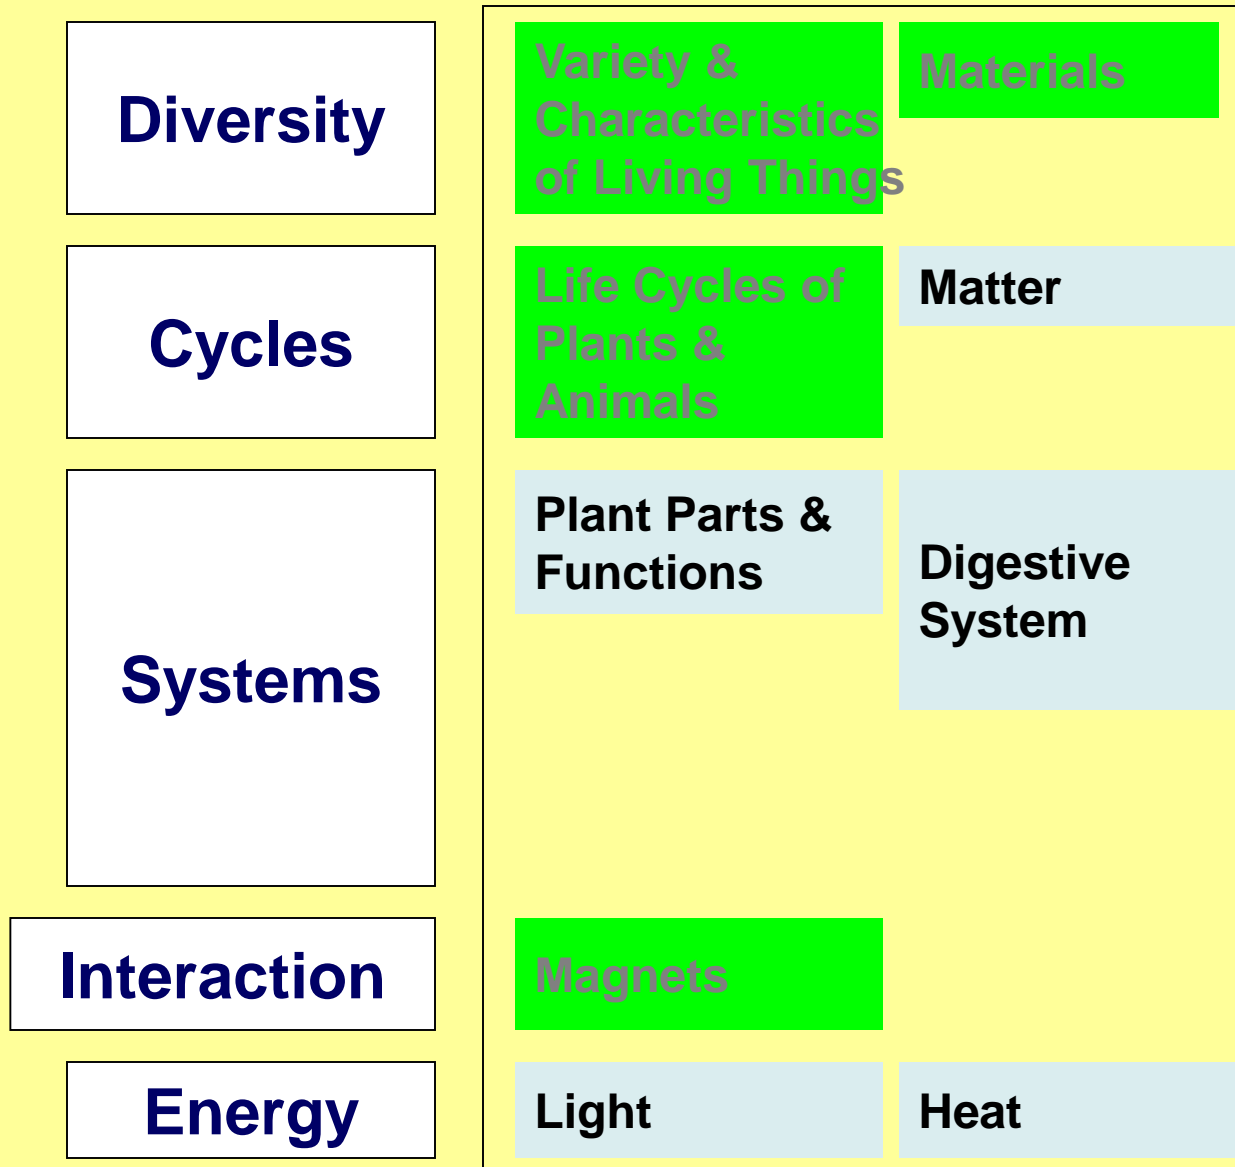 Diversity
Variety &
Characteristics
of Living Things
Materials
Cycles
Life Cycles of
Plants &
Animals
Matter
Systems
Plant Parts &
Functions
Digestive
System
Interaction
Magnets
Energy
Light
Heat